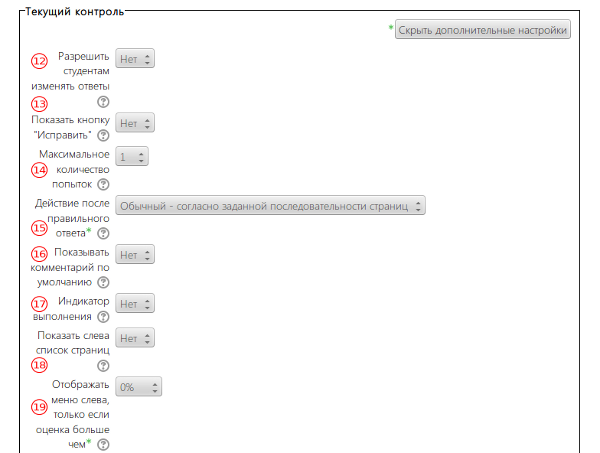 Текущий контроль
* Скрыть дополнительные настройки
12 Разрешить Нет
студентам
изменять ответы
13 ?
Показать кнопку Нет
"Исправить" ?
Максимальное 1
14 количество
попыток ?
Действие после Обычный - согласно заданной последовательности страниц
правильного
15 ответа* ?
16 Показывать Нет
комментарий по
умолчанию ?
17 Индикатор Нет
выполнения ?
Показать слева Нет
список страниц
18 ?
Отображать 0%
19 меню слева,
только если
оценка больше
чем* ?